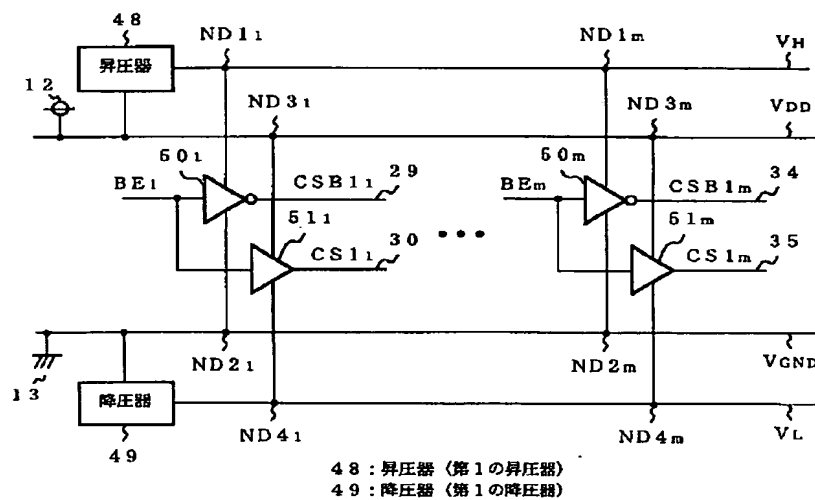 48
昇圧器
ND1₁
ND1m
VH
12
ND3₁
ND3m
VDD
50₁
BE₁
CSB1₁
29
50m
BEm
CSB1m
34
51₁
CS1₁
30
51m
CS1m
35
13
ND2₁
ND2m
VGND
降圧器
49
ND4₁
ND4m
VL
48:昇圧器(第1の昇圧器)
49:降圧器(第1の降圧器)